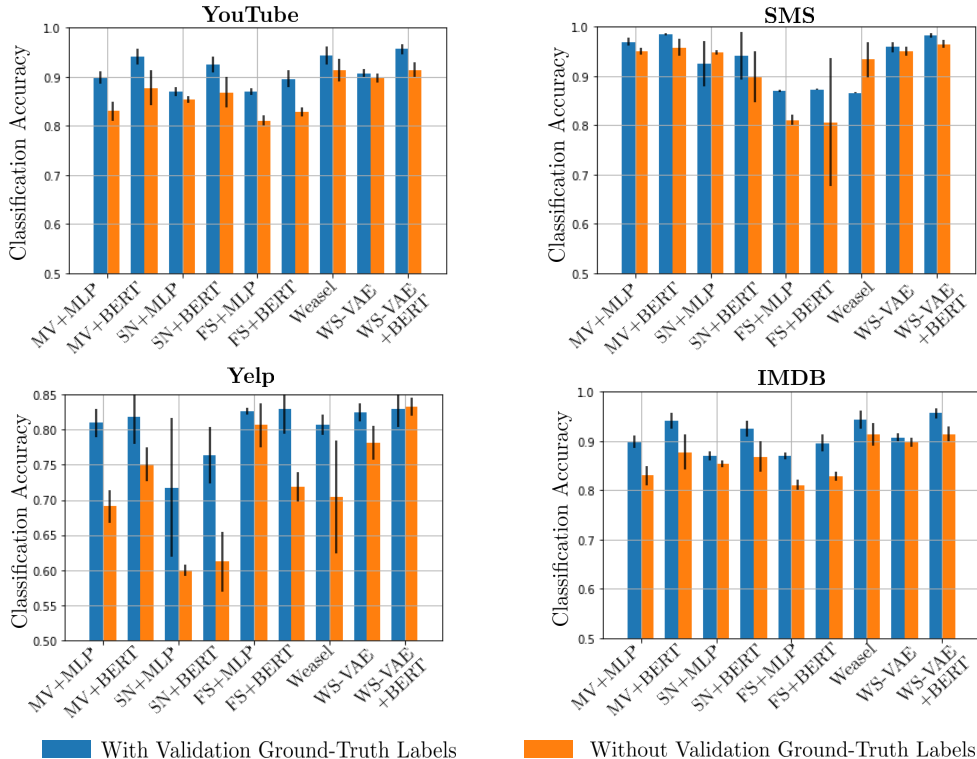 YouTube
Classification Accuracy
1.0
0.9
0.8
0.7
0.6
0.5
MV+MLP
MV+BERT
SN+MLP
SN+BERT
FS+MLP
FS+BERT
Weasel
WS-VAE
WS-VAE
+BERT
SMS
Classification Accuracy
1.0
0.9
0.8
0.7
0.6
0.5
MV+MLP
MV+BERT
SN+MLP
SN+BERT
FS+MLP
FS+BERT
Weasel
WS-VAE
WS-VAE
+BERT
Yelp
Classification Accuracy
0.85
0.80
0.75
0.70
0.65
0.60
0.55
0.50
MV+MLP
MV+BERT
SN+MLP
SN+BERT
FS+MLP
FS+BERT
Weasel
WS-VAE
WS-VAE
+BERT
IMDB
Classification Accuracy
1.0
0.9
0.8
0.7
0.6
0.5
MV+MLP
MV+BERT
SN+MLP
SN+BERT
FS+MLP
FS+BERT
Weasel
WS-VAE
WS-VAE
+BERT
With Validation Ground-Truth Labels
Without Validation Ground-Truth Labels